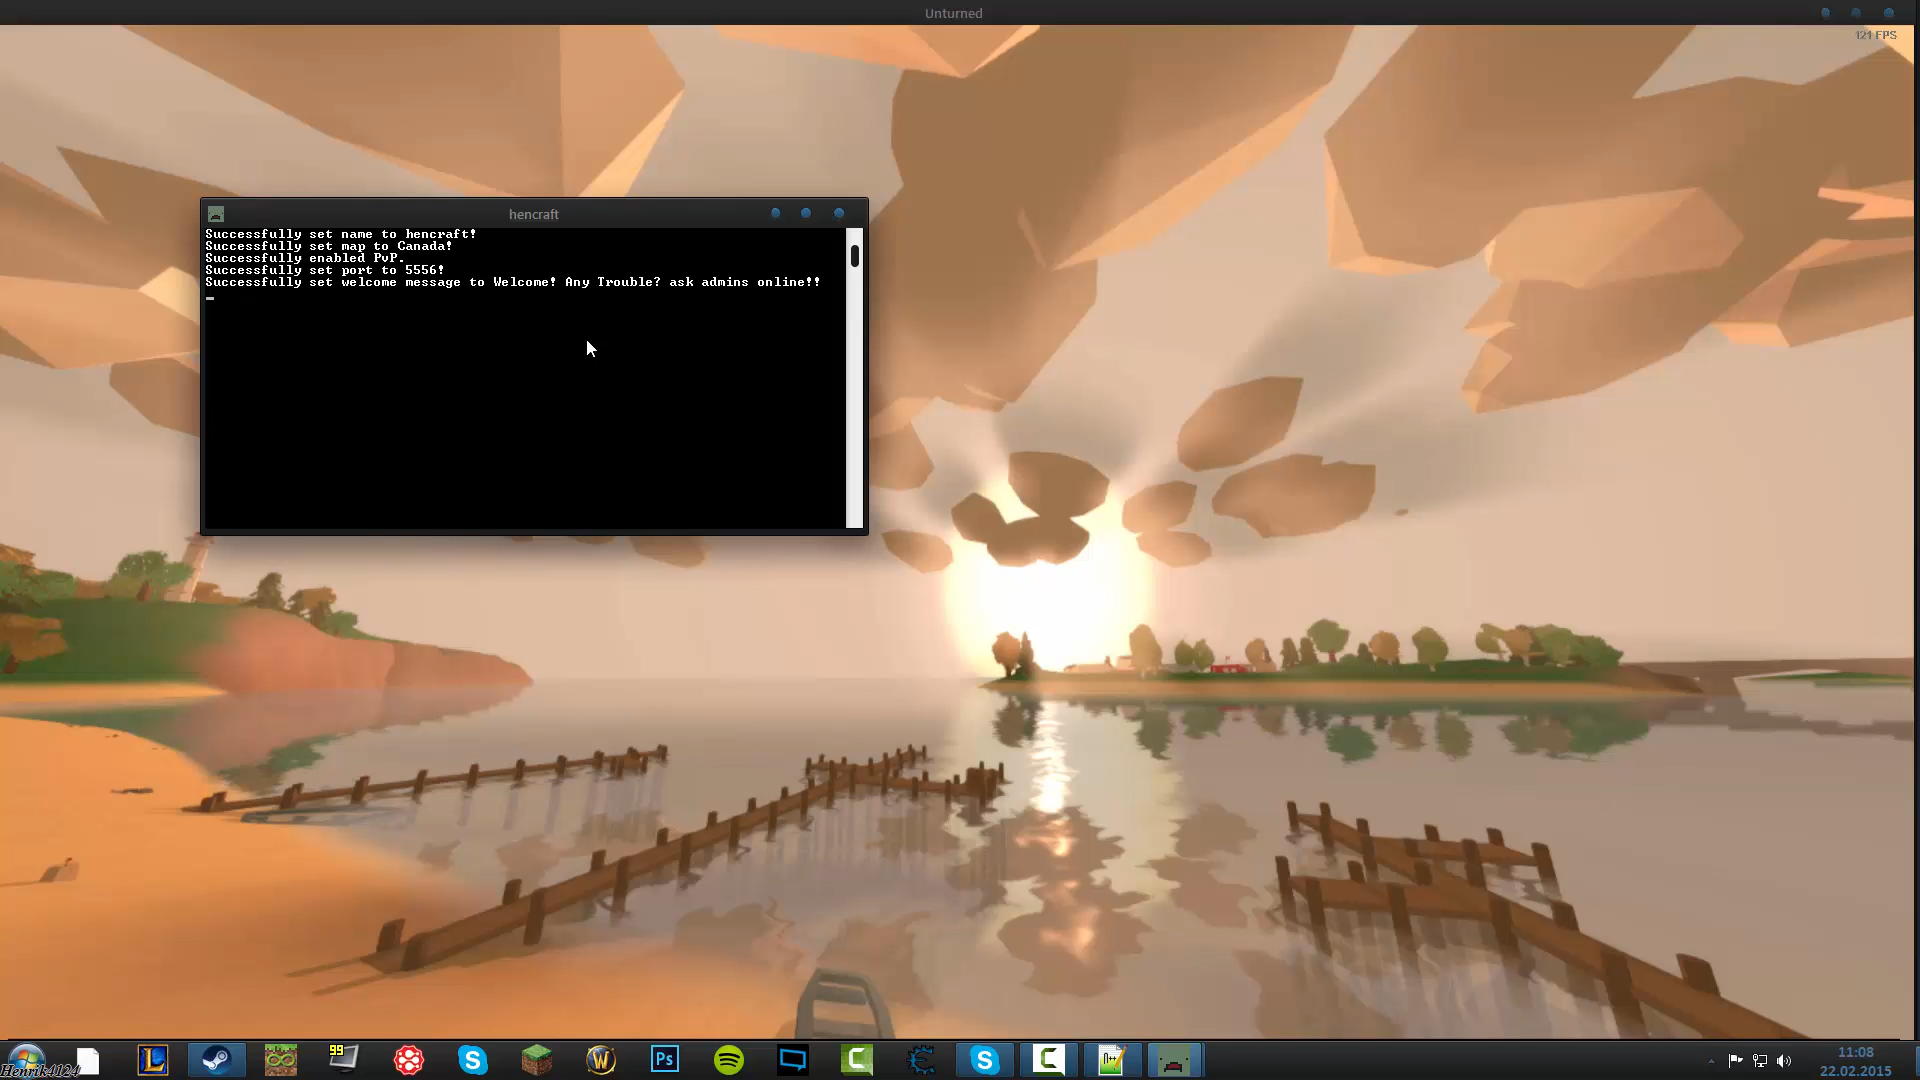 Unturned
121 FPS
hencraft
Successfully set name to hencraft!
Successfully set map to Canada!
Successfully enabled PvP.
Successfully set port to 5556!
Successfully set welcome message to Welcome! Any Trouble? ask admins online!!
99
L
W
Ps
Henrik4124
11:08
22.02.2015